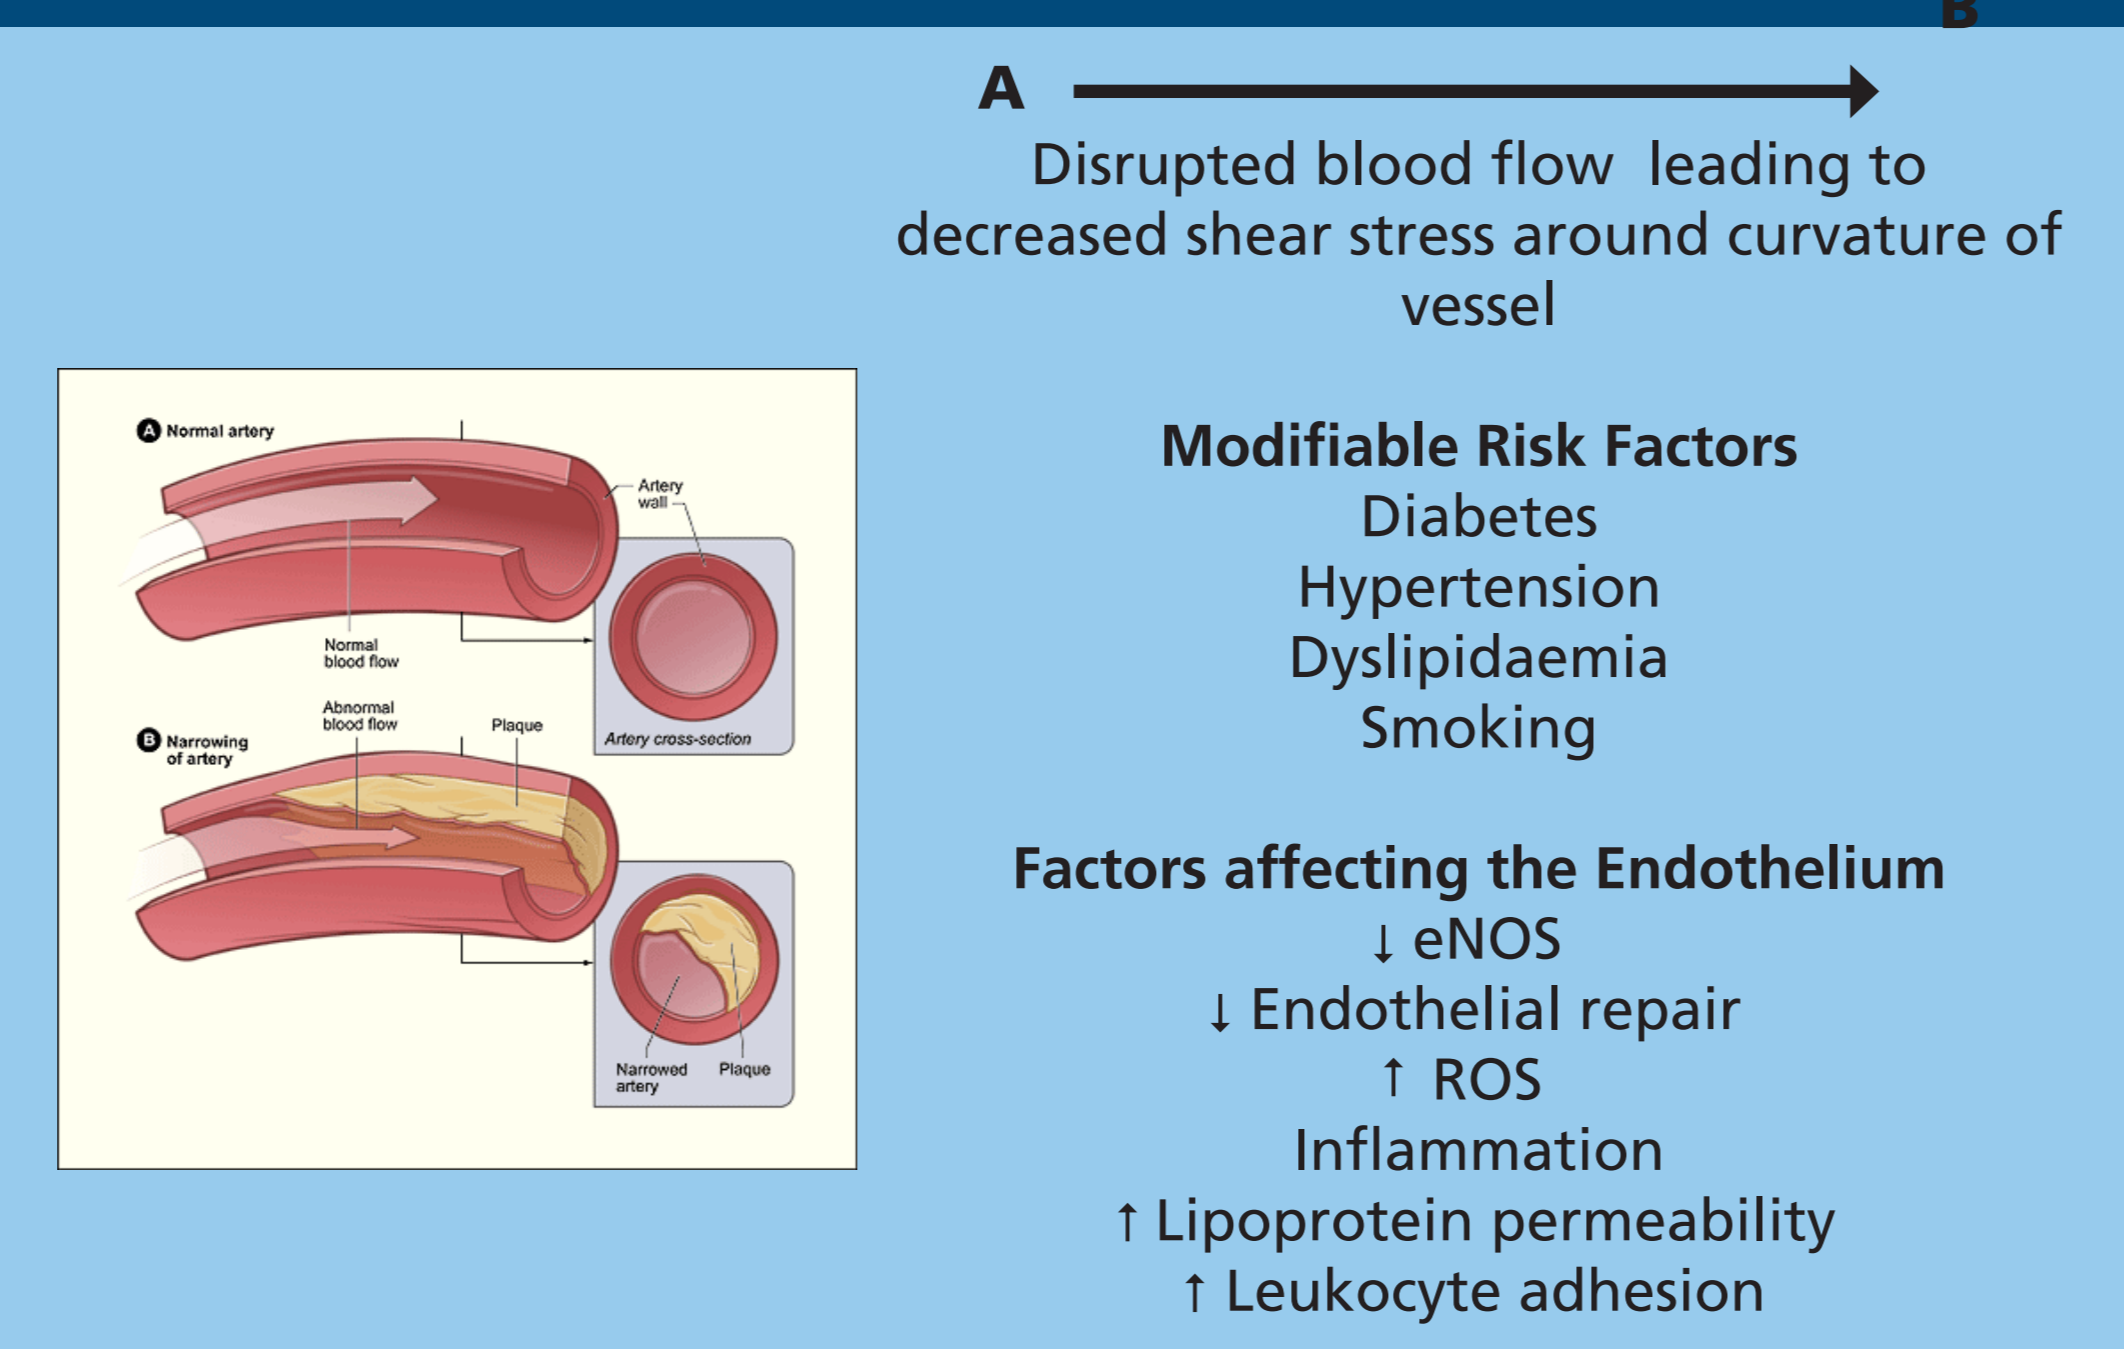 B
A
Disrupted blood flow leading to
decreased shear stress around curvature of
vessel
Modifiable Risk Factors
Diabetes
Hypertension
Dyslipidaemia
Smoking
Factors affecting the Endothelium
↓ eNOS
↓ Endothelial repair
↑ ROS
Inflammation
↑ Lipoprotein permeability
↑ Leukocyte adhesion
A Normal artery
Artery
wall
Normal
blood flow
Artery cross-section
Abnormal
blood flow
Plaque
B Narrowing
of artery
Narrowed
artery
Plaque